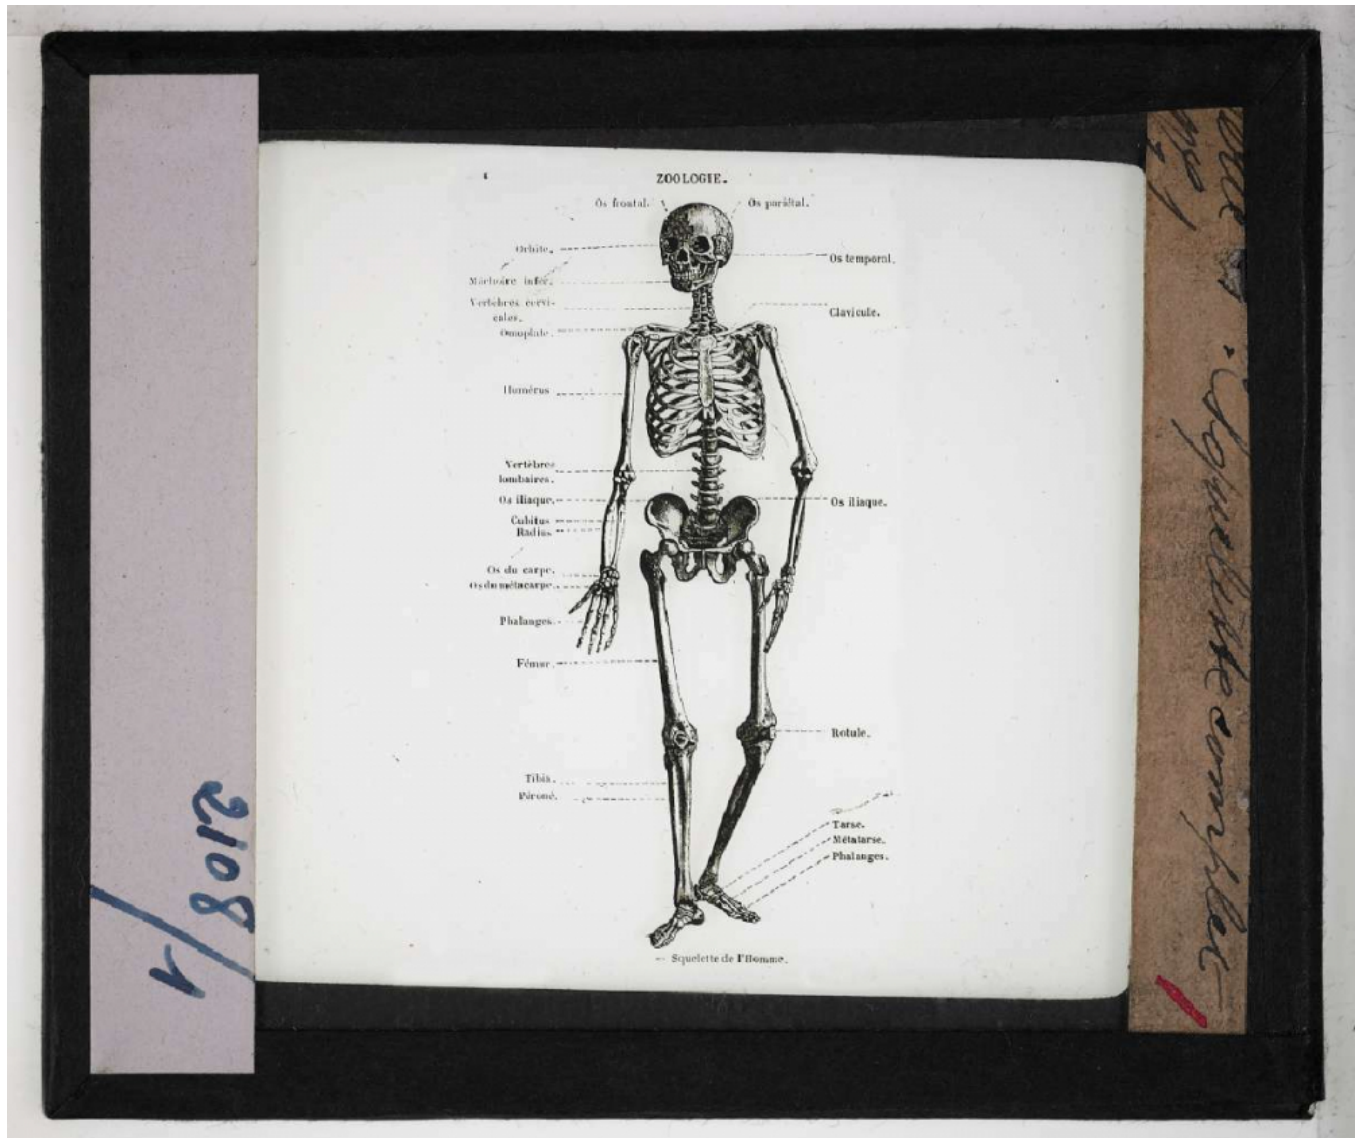 ZOOLOGIE.
Os frontal.
Os pariétal.
Orbite.
Os temporal.
Mâchoire infér.
Vertèbres cervi-
cales.
Clavicule.
Omoplate.
Humérus
Vertèbres
lombaires.
Os iliaque.
Os iliaque.
Cubitus
Radius
Os du carpe.
Os du métacarpe.
Phalanges.
Fémur.
Rotule.
Tibia.
Péroné.
Tarse.
Métatarse.
Phalanges.
— Squelette de l'Homme.
2108/1
Squelette complet
1